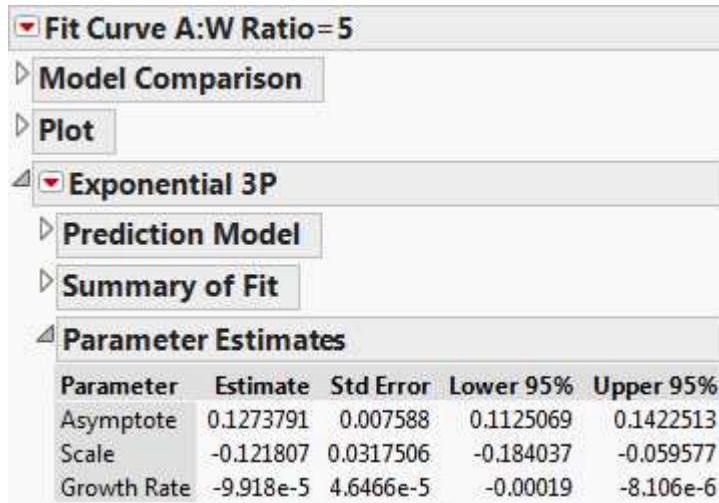 Fit Curve A:W Ratio=5
Model Comparison
Plot
Exponential 3P
Prediction Model
Summary of Fit
Parameter Estimates
Parameter Estimate Std Error Lower 95% Upper 95%
Asymptote 0.1273791 0.007588 0.1125069 0.1422513
Scale -0.121807 0.0317506 -0.184037 -0.059577
Growth Rate -9.918e-5 4.6466e-5 -0.00019 -8.106e-6